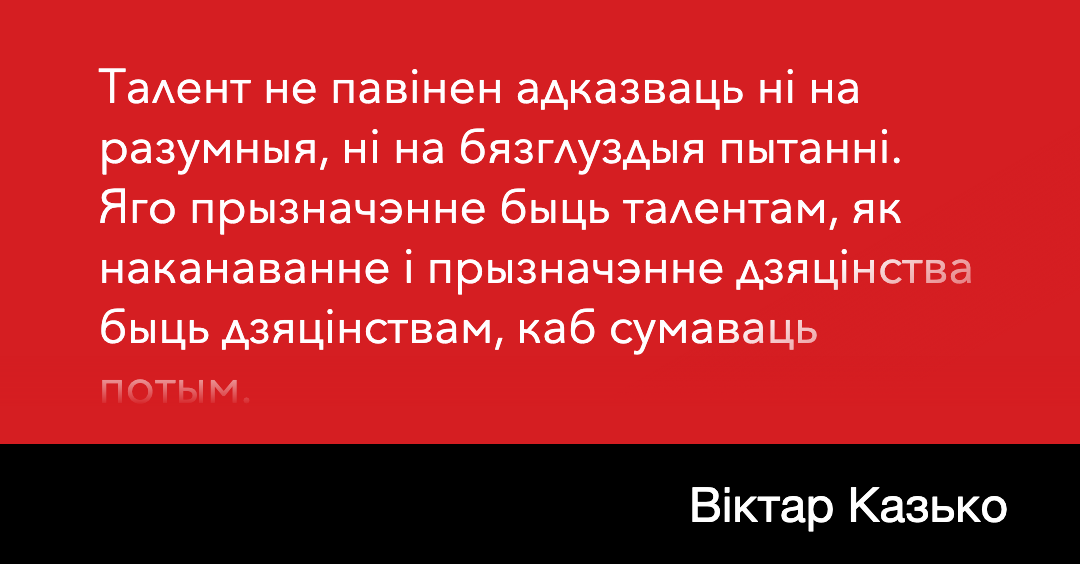 Талент не павінен адказваць ні на
разумныя, ні на бязглуздыя пытанні.
Яго прызначэнне быць талентам, як
наканаванне і прызначэнне дзяцінства
быць дзяцінствам, каб сумаваць
потым.
Віктар Казько